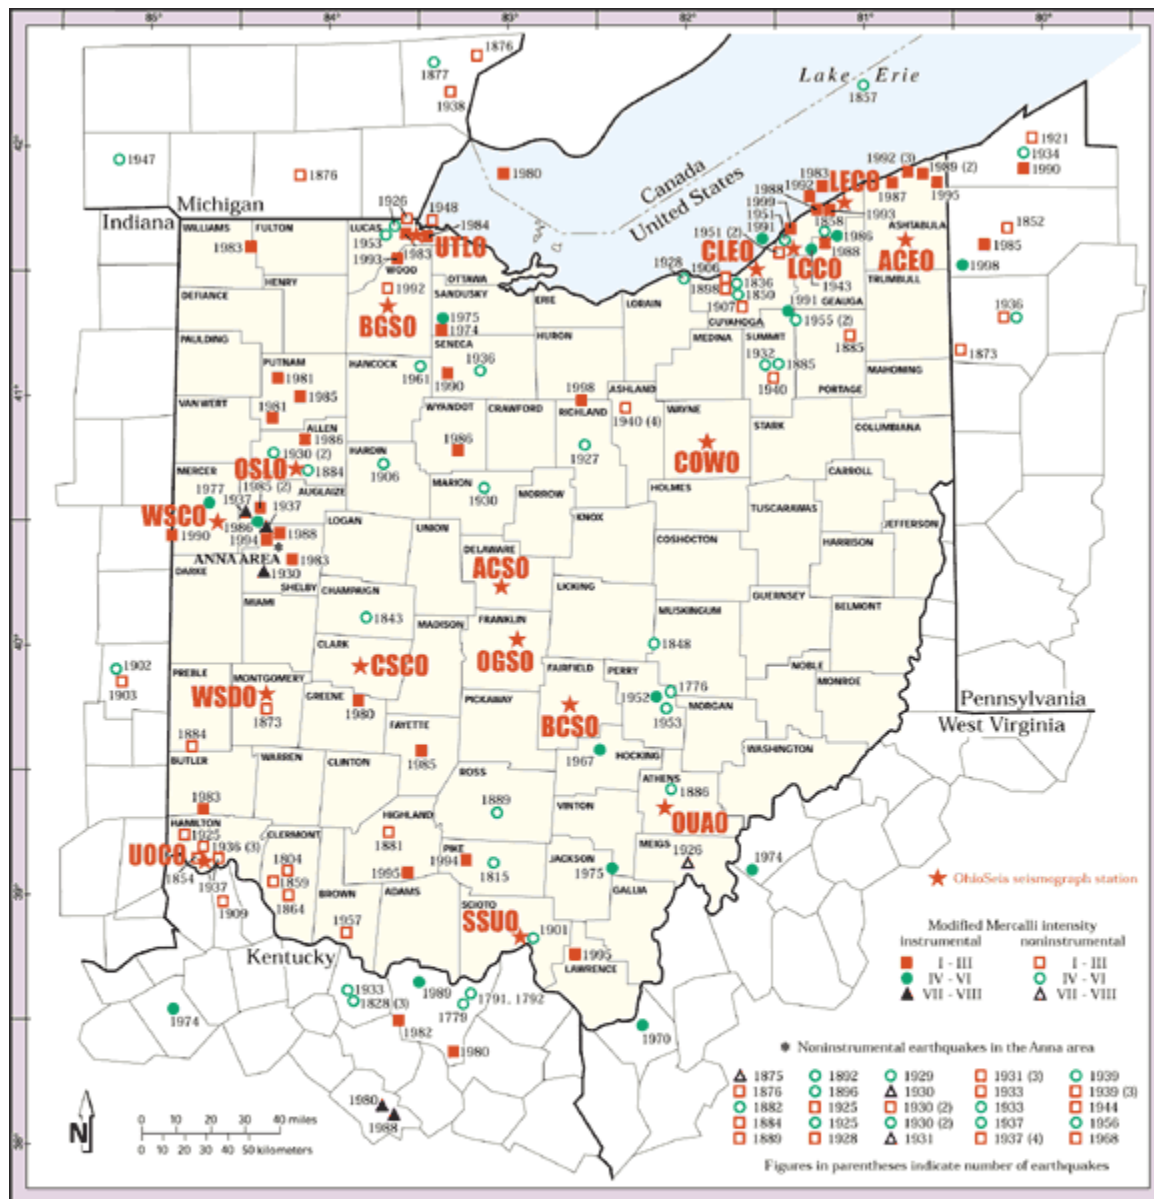 85° 84° 83° 82° 81° 80°
1876
1877
1938
Lake Erie
1857
42°
1947
1876
1980
Canada
United States
1921
1934
1990
1992 (3)
1989 (2)
1983
1992
LECO
1988
1999
1987
1995
1993
1951
1991
1858
ASHTABULA
1852
Michigan
Indiana
1926
1948
1984
WILLIAMS
FULTON
LUCAS
1953
1983
UTLO
1983
1993
WOOD
1951 (2)
CLEO
LCCO
1986
1988
ACEO
1985
1998
HENRY
1992
OTTAWA
1928
1906
1898
1836
1859
1943
TRUMBULL
DEFIANCE
SANDUSKY
ERIE
LORAIN
1907
CUYAHOGA
1991
GEAUGA
1936
BGSO
1975
1974
1955 (2)
PAULDING
SENECA
HURON
MEDINA
SUMMIT
1885
1873
PUTNAM
HANCOCK
1961
1936
1932
1885
MAHONING
41°
1981
1985
1990
1998
ASHLAND
1940
PORTAGE
VAN WERT
1981
WYANDOT
CRAWFORD
RICHLAND
1940 (4)
WAYNE
STARK
COLUMBIANA
ALLEN
1986
1986
1927
COWO
MERCER
OSLO
1930 (2)
1884
HARDIN
1906
CARROLL
1977
1985 (2)
AUGLAIZE
MARION
1930
MORROW
HOLMES
1937
1937
TUSCARAWAS
WSCO
1986
LOGAN
UNION
KNOX
JEFFERSON
1990
1994
1988
COSHOCTON
HARRISON
ANNA AREA
1983
DELAWARE
DARKE
1930
ACSO
SHELBY
CHAMPAIGN
LICKING
GUERNSEY
MIAMI
1843
MADISON
FRANKLIN
MUSKINGUM
BELMONT
40°
CLARK
1848
1902
1903
CSCO
OGSO
FAIRFIELD
PERRY
NOBLE
MONROE
PREBLE
MONTGOMERY
WSDO
GREENE
1980
PICKAWAY
1776
1952
1953
MORGAN
Pennsylvania
West Virginia
1873
FAYETTE
BCSO
1884
BUTLER
WARREN
CLINTON
1985
1967
HOCKING
WASHINGTON
ROSS
ATHENS
1886
1983
1889
VINTON
HAMILTON
1925
HIGHLAND
OUAO
CLERMONT
1881
UOCO
1936 (3)
MEIGS
1926
1804
1994
PIKE
JACKSON
1974
1854
1937
1859
1995
1815
1975
GALLIA
39°
1909
1864
BROWN
ADAMS
SCIOTO
OhioSeis seismograph station
1957
SSUO
1901
Kentucky
1995
LAWRENCE
Modified Mercalli intensity
instrumental noninstrumental
I - III I - III
IV - VI IV - VI
VII - VIII VII - VIII
1933
1828 (3)
1989
1791, 1792
1779
1974
1982
1970
1980
Noninstrumental earthquakes in the Anna area
1875 1892 1929 1931 (3) 1939
1876 1896 1930 1933 1939 (3)
1882 1925 1930 (2) 1933 1944
1884 1925 1930 (2) 1937 1956
1889 1928 1931 1937 (4) 1968
1980
1988
N
0 10 20 30 40 miles
0 10 20 30 40 50 kilometers
38°
Figures in parentheses indicate number of earthquakes